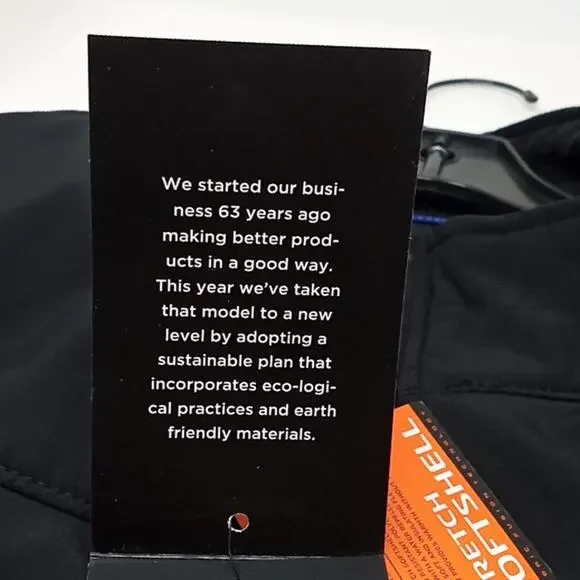 We started our busi-
ness 63 years ago
making better prod-
ucts in a good way.
This year we've taken
that model to a new
level by adopting a
sustainable plan that
incorporates eco-logi-
cal practices and earth
friendly materials.
RETCH
OFTSHELL